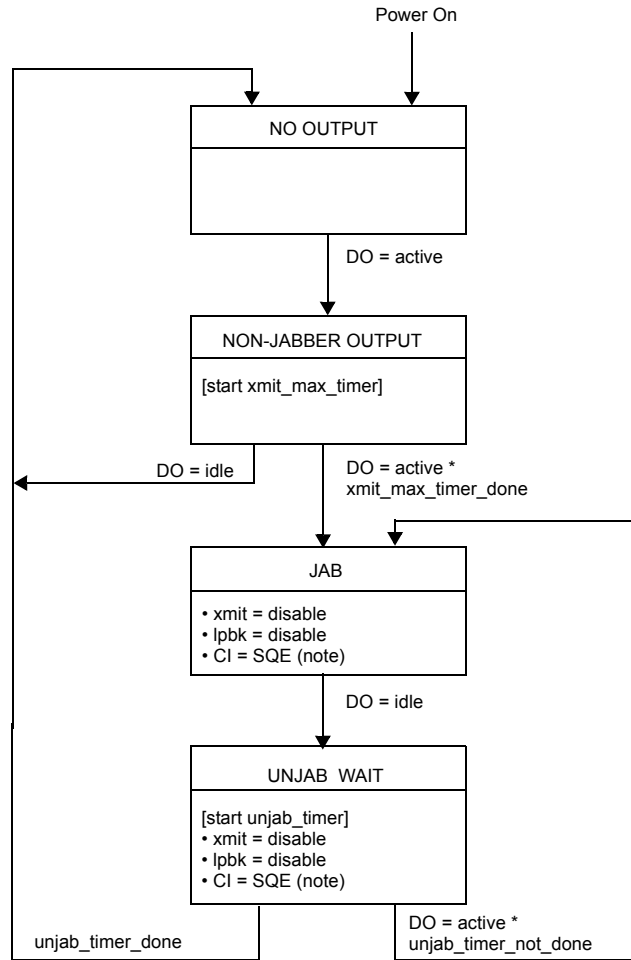 Power On
NO OUTPUT
DO = active
NON-JABBER OUTPUT
[start xmit_max_timer]
DO = idle
DO = active *
xmit_max_timer_done
JAB
• xmit = disable
• lpbk = disable
• CI = SQE (note)
DO = idle
UNJAB WAIT
[start unjab_timer]
• xmit = disable
• lpbk = disable
• CI = SQE (note)
unjab_timer_done
DO = active *
unjab_timer_not_done